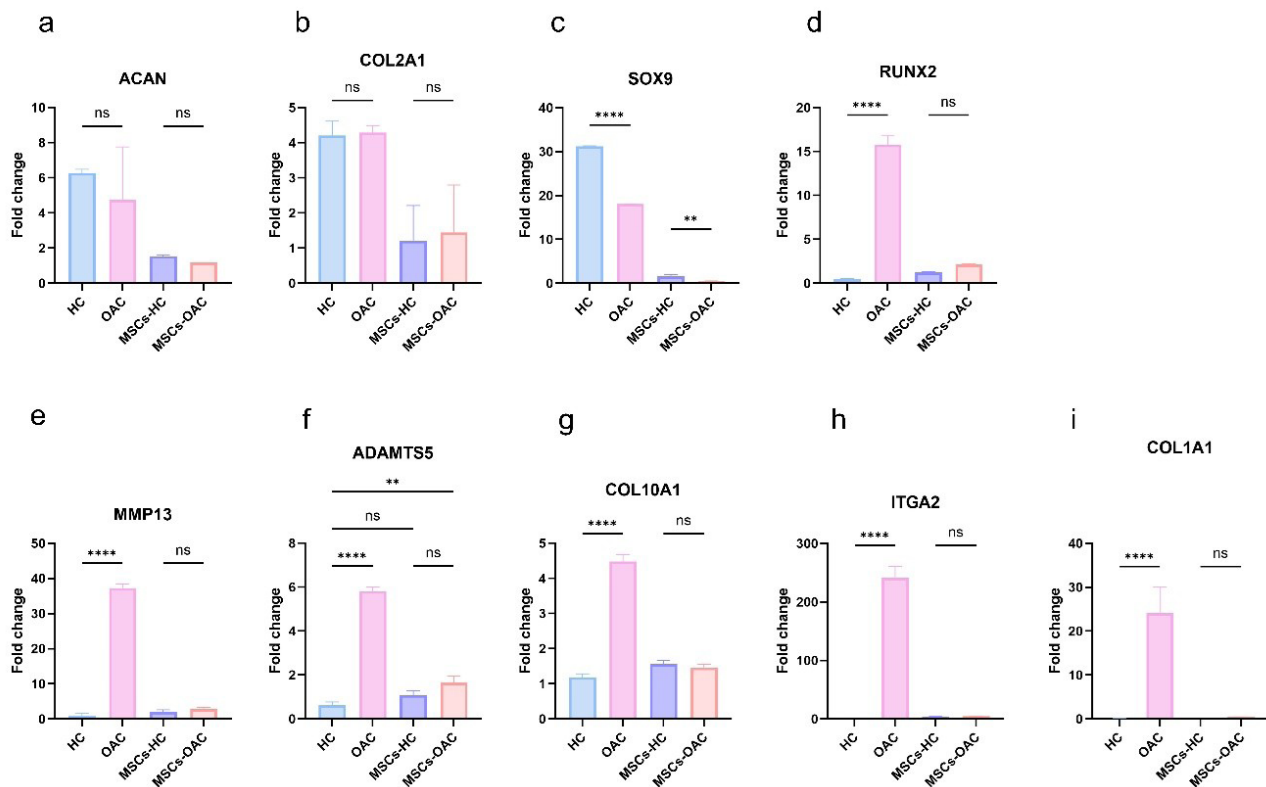 a
ACAN
ns ns
Fold change
10
8
6
4
2
0
HC OAC MSCs-HC MSCs-OAC
b
COL2A1
ns ns
Fold change
5
4
3
2
1
0
HC OAC MSCs-HC MSCs-OAC
c
SOX9
**** **
Fold change
40
30
20
10
0
HC OAC MSCs-HC MSCs-OAC
d
RUNX2
**** ns
Fold change
20
15
10
5
0
HC OAC MSCs-HC MSCs-OAC
e
MMP13
**** ns
Fold change
50
40
30
20
10
0
HC OAC MSCs-HC MSCs-OAC
f
ADAMTS5
**
ns
**** ns
Fold change
8
6
4
2
0
HC OAC MSCs-HC MSCs-OAC
g
COL10A1
**** ns
Fold change
5
4
3
2
1
0
HC OAC MSCs-HC MSCs-OAC
h
ITGA2
**** ns
Fold change
300
200
100
0
HC OAC MSCs-HC MSCs-OAC
i
COL1A1
**** ns
Fold change
40
30
20
10
0
HC OAC MSCs-HC MSCs-OAC